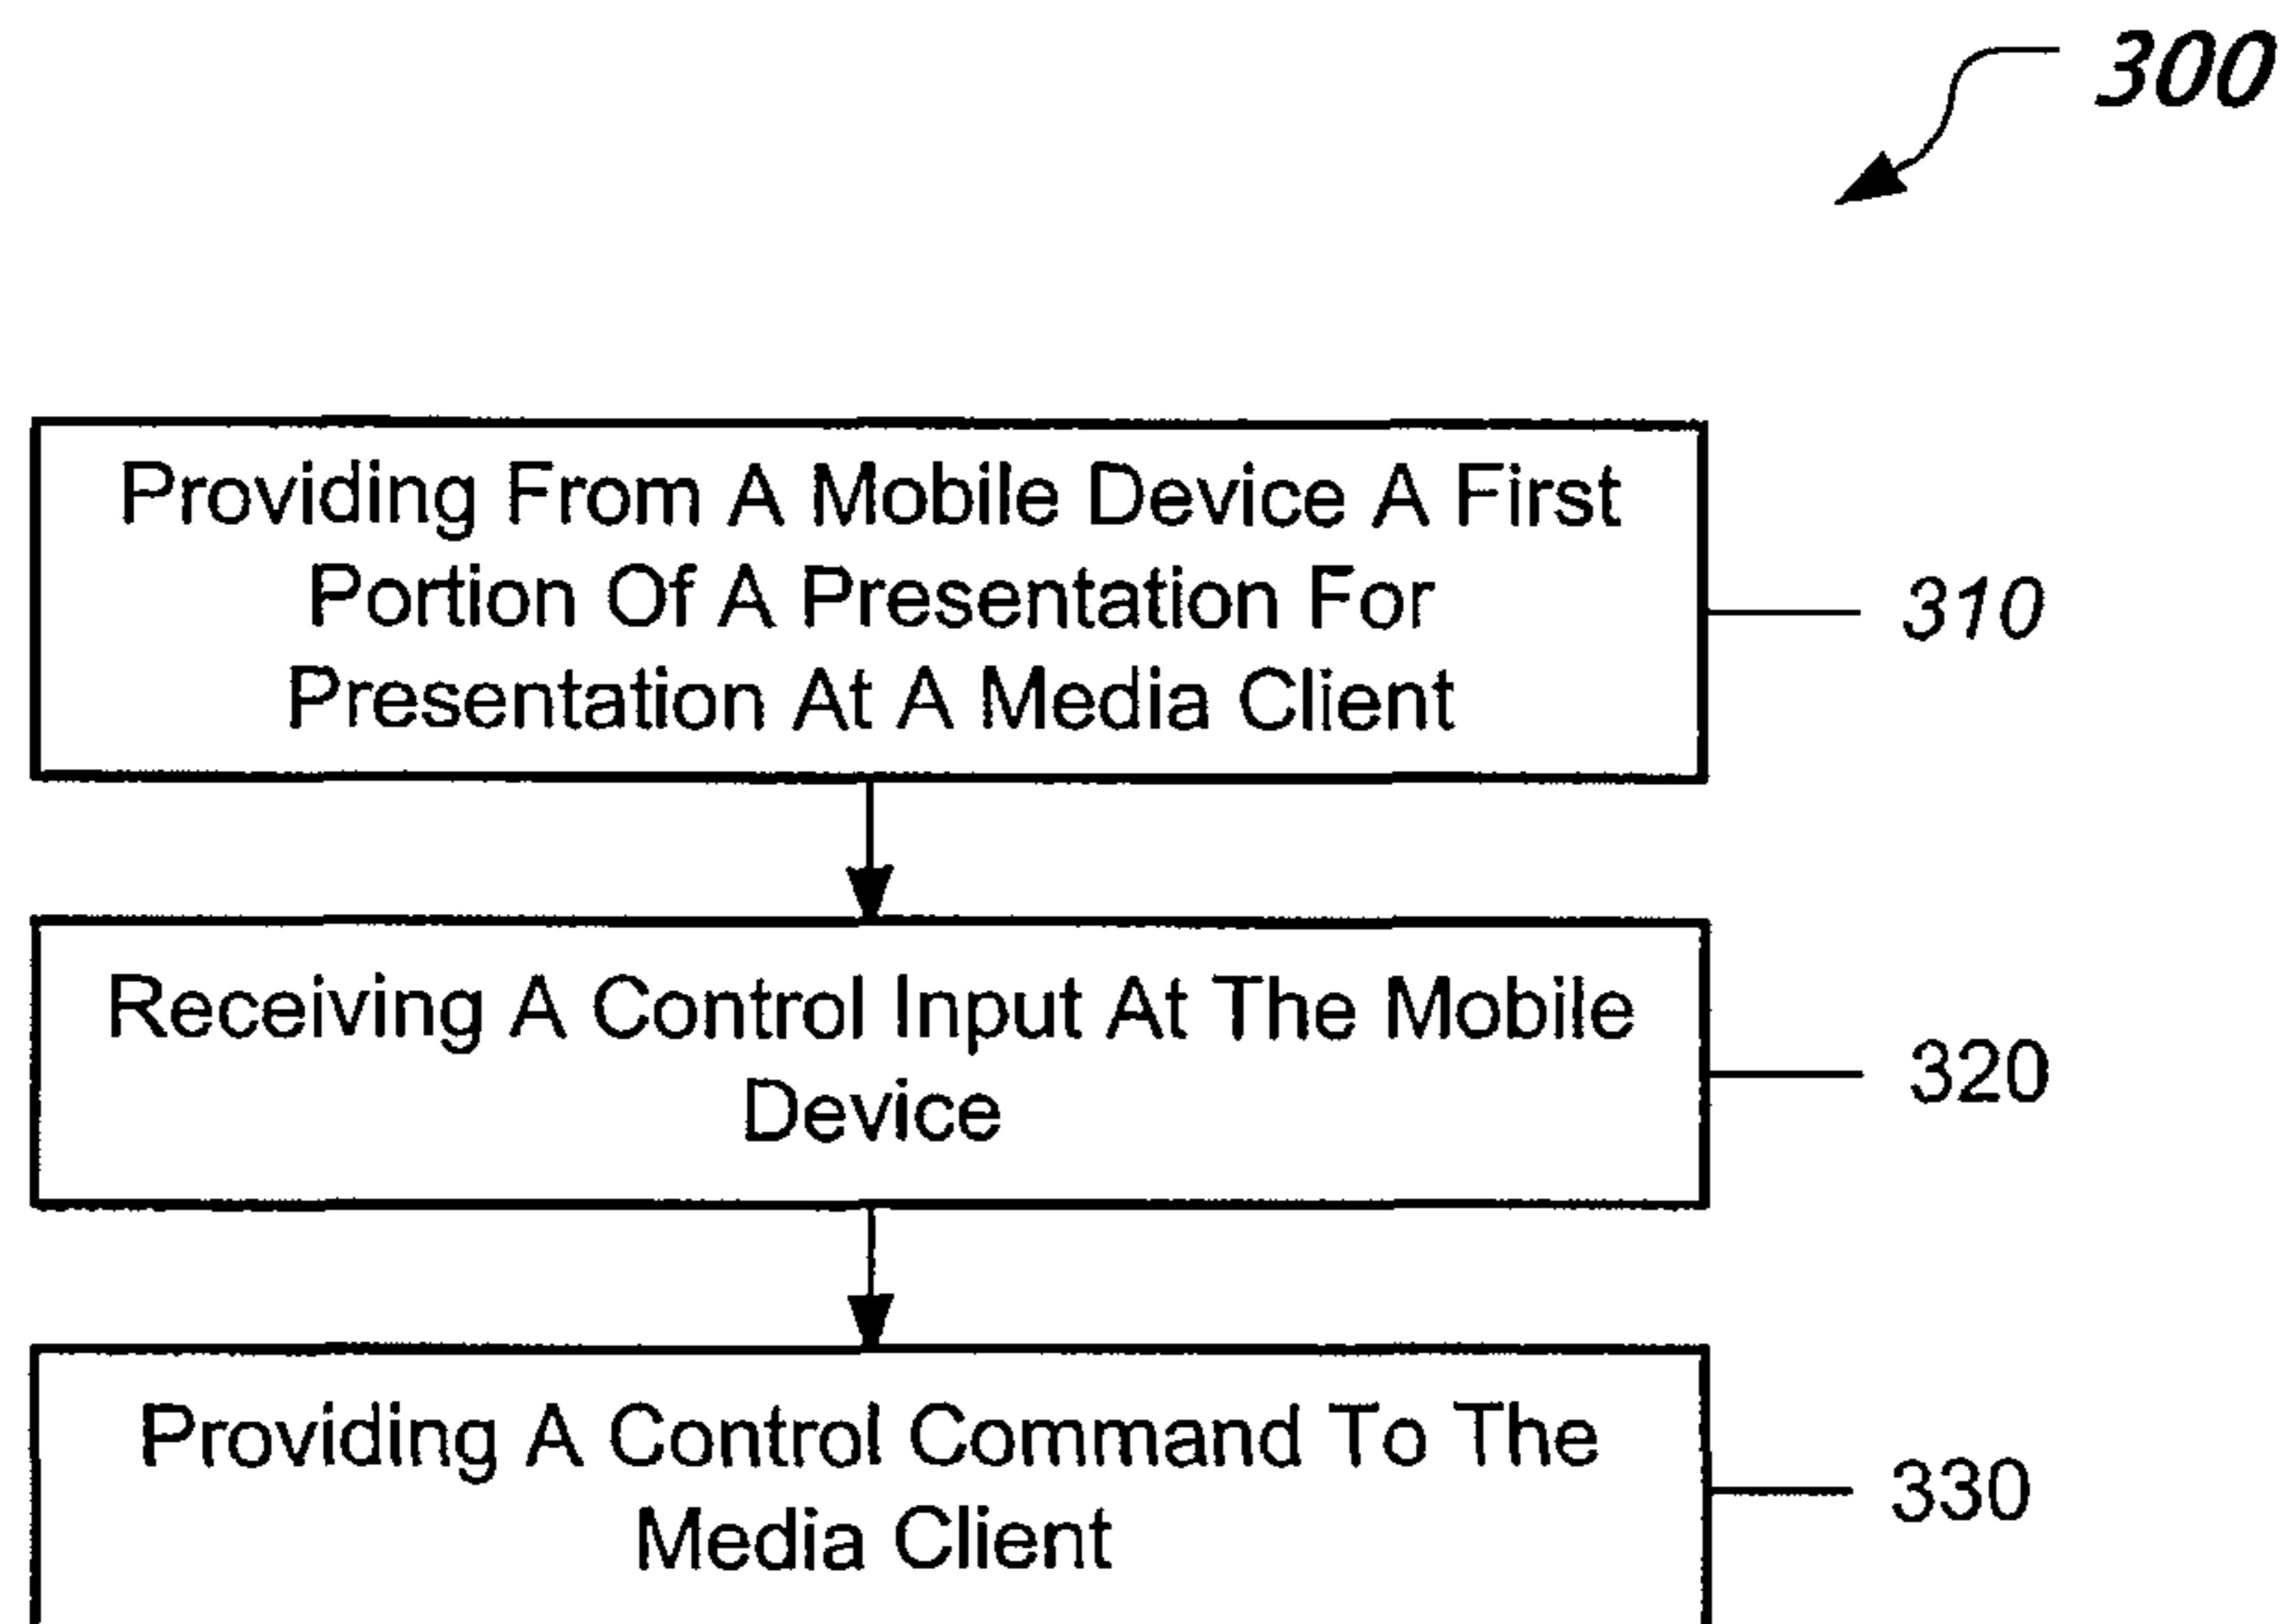 300
Providing From A Mobile Device A First
Portion Of A Presentation For
Presentation At A Media Client
310
Receiving A Control Input At The Mobile
Device
320
Providing A Control Command To The
Media Client
330